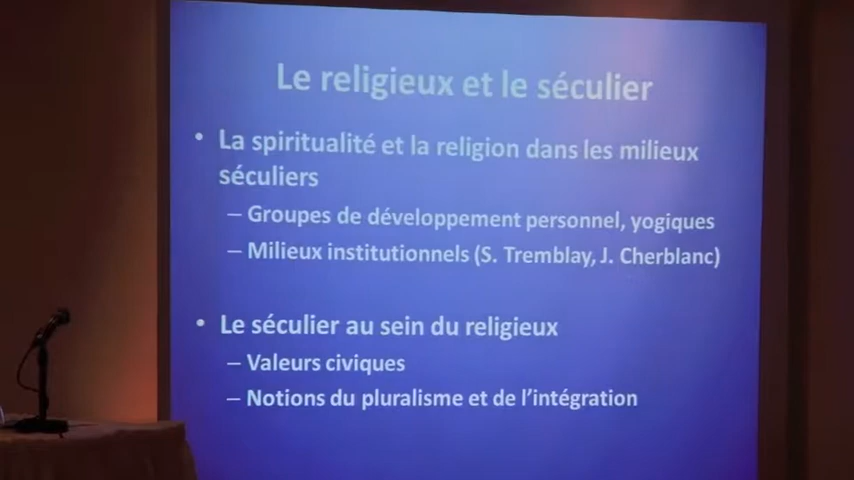 Le religieux et le séculier
• La spiritualité et la religion dans les milieux
séculiers
– Groupes de développement personnel, yogiques
– Milieux institutionnels (S. Tremblay, J. Cherblanc)
• Le séculier au sein du religieux
– Valeurs civiques
– Notions du pluralisme et de l'intégration